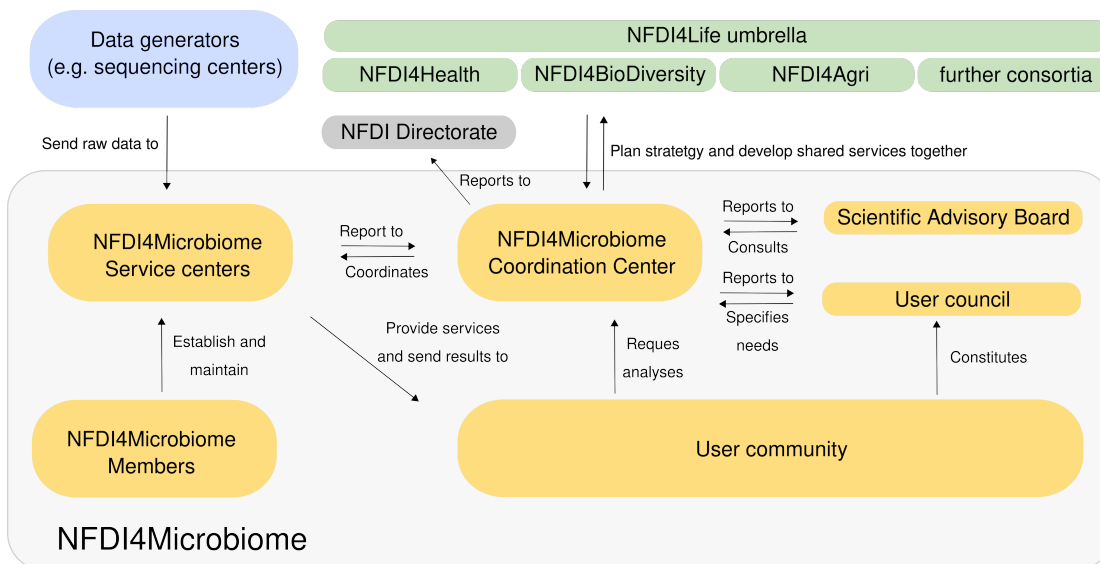 Data generators
(e.g. sequencing centers)
NFDI4Life umbrella
NFDI4Health
NFDI4BioDiversity
NFDI4Agri
further consortia
NFDI Directorate
Send raw data to
Plan stratetgy and develop shared services together
Reports to
NFDI4Microbiome
Service centers
Report to
Coordinates
NFDI4Microbiome
Coordination Center
Reports to
Consults
Scientific Advisory Board
Reports to
Specifies
needs
User council
Establish and
maintain
Provide services
and send results to
Reques
analyses
Constitutes
NFDI4Microbiome
Members
User community
NFDI4Microbiome